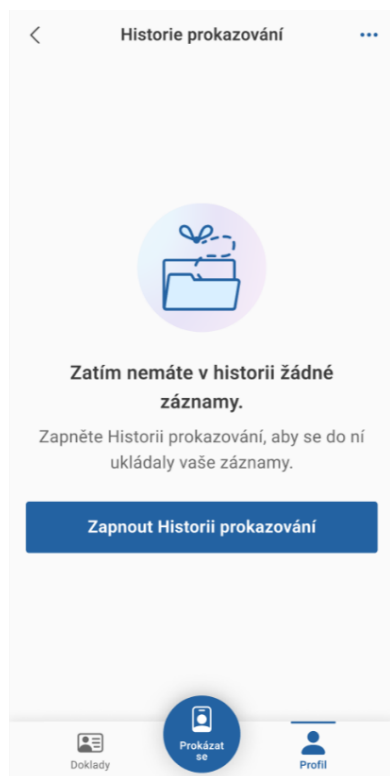 Historie prokazování
Zatím nemáte v historii žádné
záznamy.
Zapněte Historii prokazování, aby se do ní
ukládaly vaše záznamy.
Zapnout Historii prokazování
Doklady
Prokázat
se
Profil